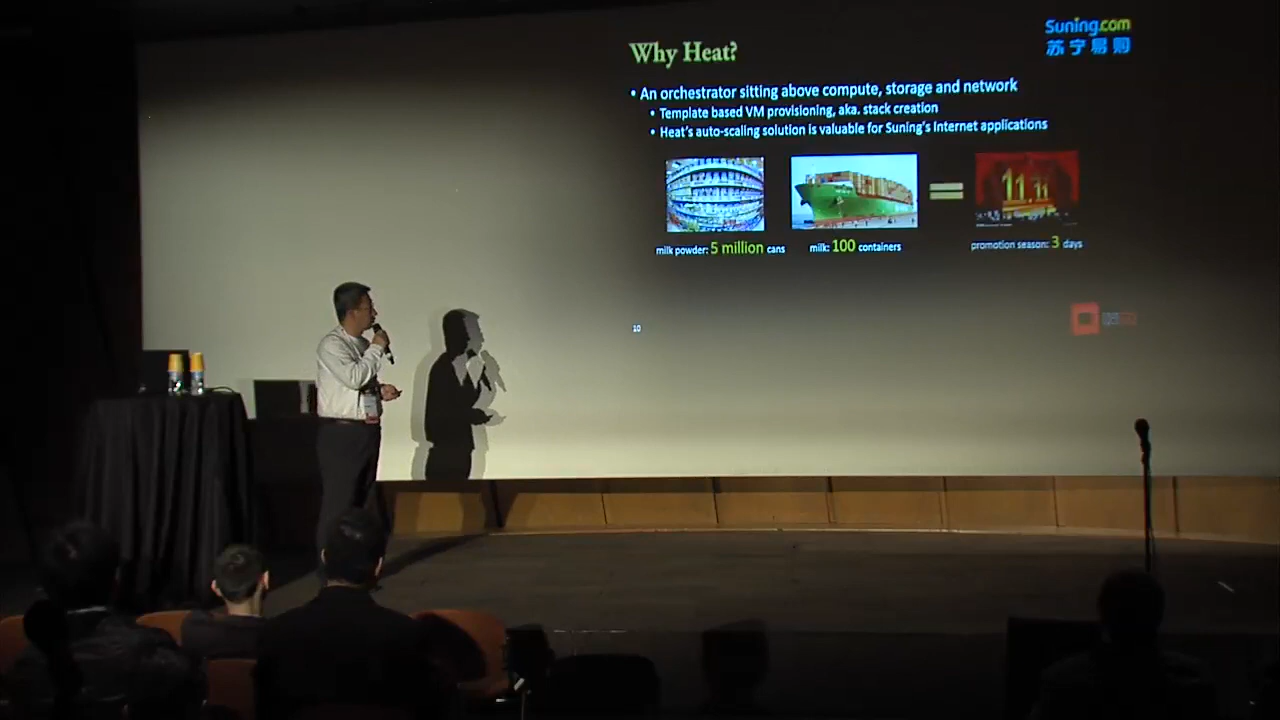 Suning.com
苏宁易购
Why Heat?
• An orchestrator sitting above compute, storage and network
• Template based VM provisioning, aka. stack creation
• Heat's auto-scaling solution is valuable for Suning's Internet applications
11.11
milk powder: 5 million cans
milk: 100 containers
promotion season: 3 days
10